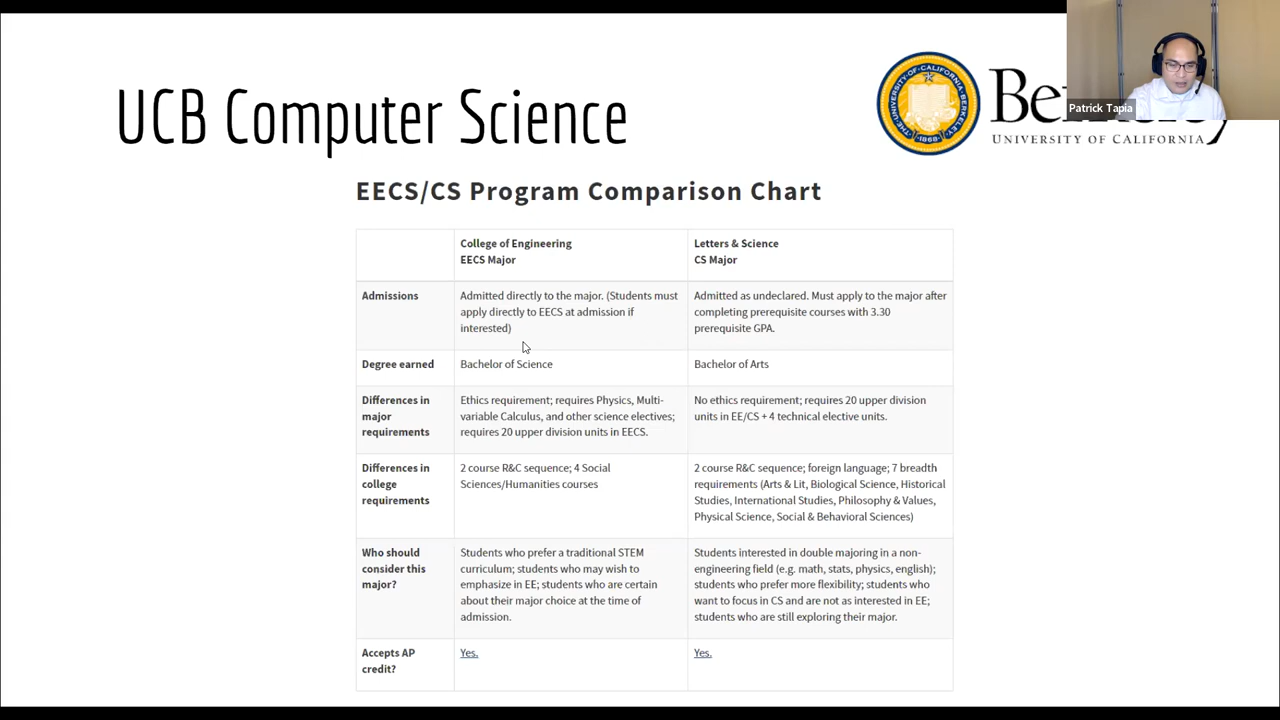 UCB Computer Science
THE UNIVERSITY OF CALIFORNIA BERKELEY
1868
Be
UNIVERSITY OF CALIFORNIA
Patrick Tapia
EECS/CS Program Comparison Chart
College of Engineering
EECS Major
Letters & Science
CS Major
Admissions
Admitted directly to the major. (Students must
apply directly to EECS at admission if
interested)
Admitted as undeclared. Must apply to the major after
completing prerequisite courses with 3.30
prerequisite GPA.
Degree earned
Bachelor of Science
Bachelor of Arts
Differences in
major
requirements
Ethics requirement; requires Physics, Multi-
variable Calculus, and other science electives;
requires 20 upper division units in EECS.
No ethics requirement; requires 20 upper division
units in EE/CS + 4 technical elective units.
Differences in
college
requirements
2 course R&C sequence; 4 Social
Sciences/Humanities courses
2 course R&C sequence; foreign language; 7 breadth
requirements (Arts & Lit, Biological Science, Historical
Studies, International Studies, Philosophy & Values,
Physical Science, Social & Behavioral Sciences)
Who should
consider this
major?
Students who prefer a traditional STEM
curriculum; students who may wish to
emphasize in EE; students who are certain
about their major choice at the time of
admission.
Students interested in double majoring in a non-
engineering field (e.g. math, stats, physics, english);
students who prefer more flexibility; students who
want to focus in CS and are not as interested in EE;
students who are still exploring their major.
Accepts AP
credit?
Yes.
Yes.